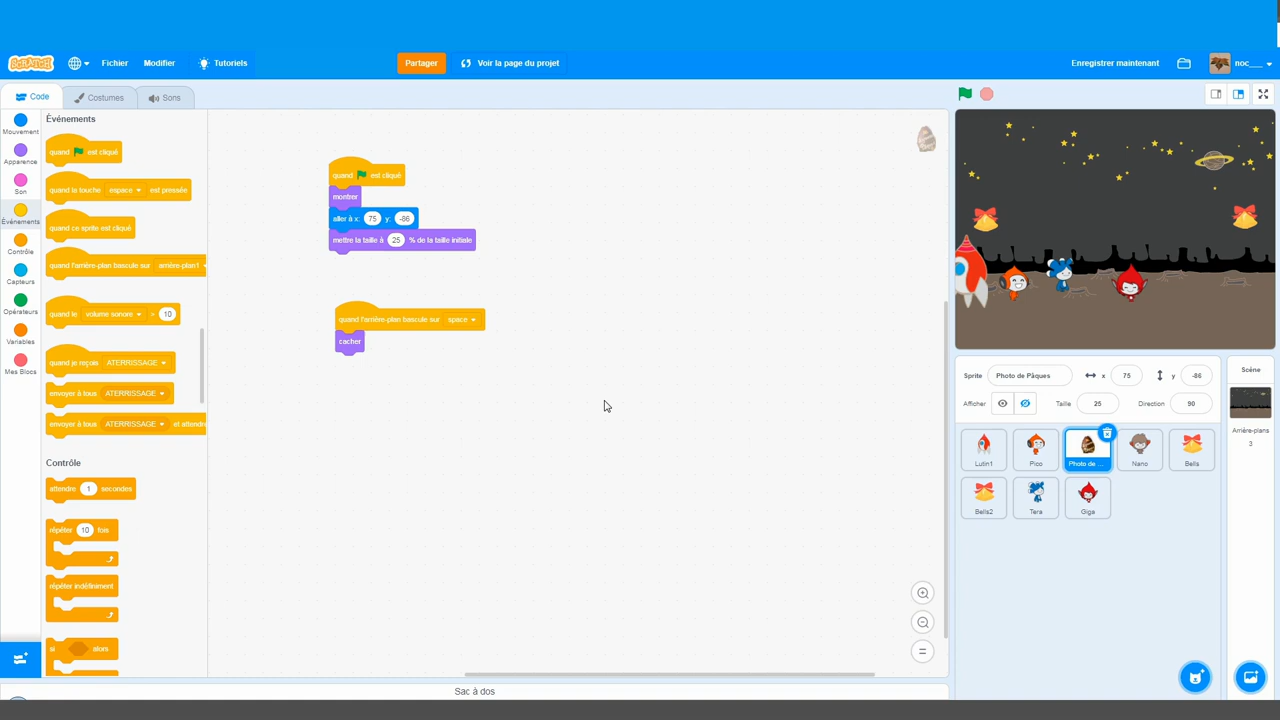 SCRATCH
Fichier
Modifier
Tutoriels
Partager
Voir la page du projet
Enregistrer maintenant
noc___
Code
Costumes
Sons
Mouvement
Apparence
Son
Événements
Contrôle
Capteurs
Opérateurs
Variables
Mes Blocs
Événements
quand est cliqué
quand la touche espace est pressée
quand ce sprite est cliqué
quand l'arrière-plan bascule sur arrière-plan1
quand le volume sonore > 10
quand je reçois ATERRISSAGE
envoyer à tous ATERRISSAGE
envoyer à tous ATERRISSAGE et attendre
Contrôle
attendre 1 secondes
répéter 10 fois
répéter indéfiniment
si alors
quand est cliqué
montrer
aller à x: 75 y: -86
mettre la taille à 25 % de la taille initiale
quand l'arrière-plan bascule sur space
cacher
Sac à dos
Sprite Photo de Pâques x 75 y -86
Afficher Taille 25 Direction 90
Lutin1
Pico
Photo de ...
Nano
Bells
Bells2
Tera
Giga
Scène
Arrière-plans
3